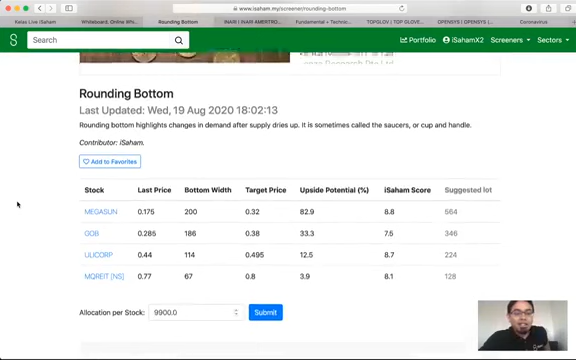 www.isaham.my/screener/rounding-bottom
Kelas Live iSaham
Whiteboard. Online Whi...
Rounding Bottom
INARI | INARI AMERTRO...
Fundamental + Technic...
TOPGLOV | TOP GLOVE...
OPENSYS | OPENSYS (...
Coronavirus
S
Search
Portfolio
iSahamX2
Screeners
Sectors
Rounding Bottom
Last Updated: Wed, 19 Aug 2020 18:02:13
Rounding bottom highlights changes in demand after supply dries up. it is sometimes called the saucers, or cup and handle.
Contributor: iSaham.
Add to Favorites
Stock Last Price Bottom Width Target Price Upside Potential (%) iSaham Score Suggested lot
MEGASUN 0.175 200 0.32 82.9 8.8 564
GOB 0.285 186 0.38 33.3 7.5 346
ULICORP 0.44 114 0.495 12.5 8.7 224
MQREIT [NS] 0.77 67 0.8 3.9 8.1 128
Allocation per Stock: 9900.0 Submit